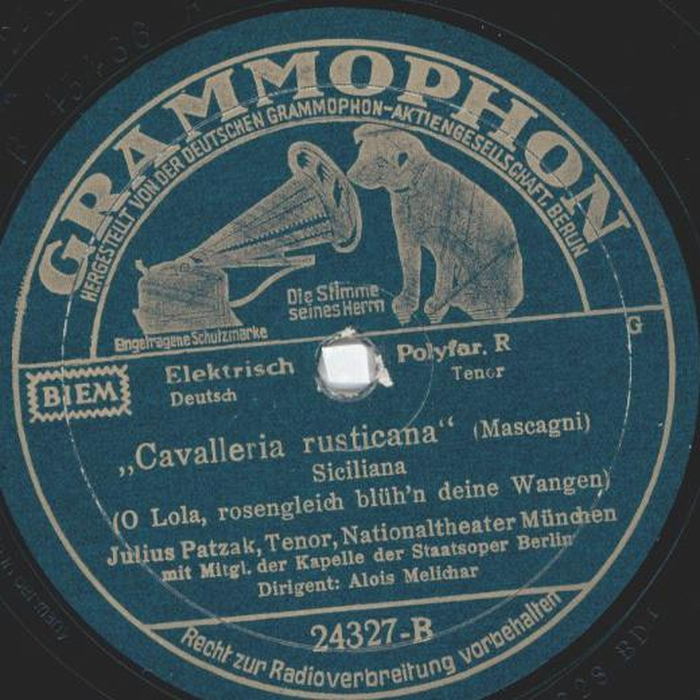 GRAMMOPHON
HERGESTELLT VON DER DEUTSCHEN GRAMMOPHON-AKTIENGESELLSCHAFT, BERLIN
Die Stimme
seines Herrn
Eingetragene Schutzmarke
G
BIEM
Elektrisch
Polyfar. R
Deutsch
Tenor
„Cavalleria rusticana“ (Mascagni)
Siciliana
(O Lola, rosengleich blüh'n deine Wangen)
Julius Patzak, Tenor, Nationaltheater München
mit Mitgl. der Kapelle der Staatsoper Berlin
Dirigent: Alois Melichar
24327-B
Recht zur Radioverbreitung vorbehalten